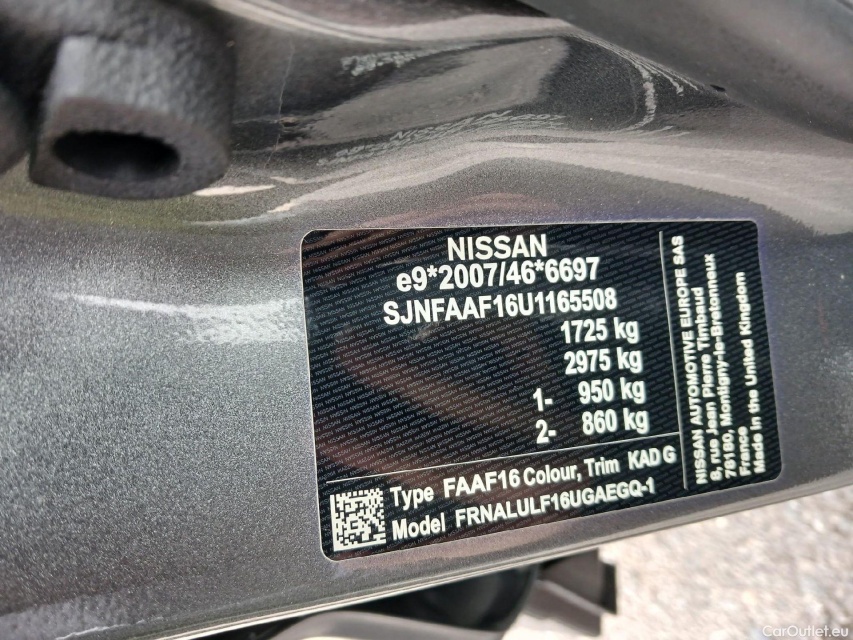 NISSAN
e9*2007/46*6697
SJNFAAF16U1165508
1725 kg
2975 kg
1- 950 kg
2- 860 kg
Type FAAF16 Colour, Trim KAD G
Model FRNALULF16UGAEGQ-1
NISSAN AUTOMOTIVE EUROPE SAS
8, rue Jean Pierre Timbaud
78180, Montigny-le-Bretonneux
France
Made in the United Kingdom
CarOutlet.eu